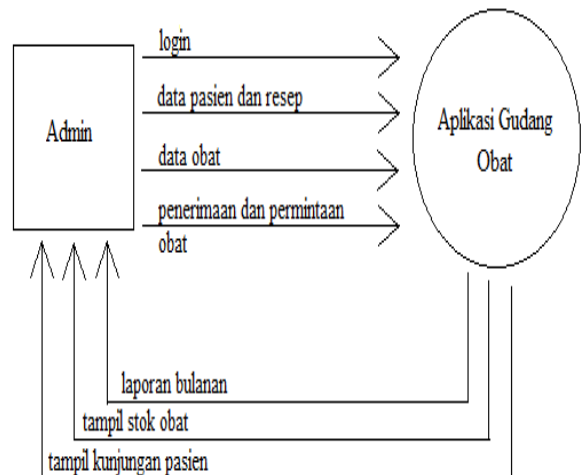 login
data pasien dan resep
Admin
Aplikasi Gudang
Obat
data obat
penerimaan dan permintaan
obat
laporan bulanan
tampil stok obat
tampil kunjungan pasien